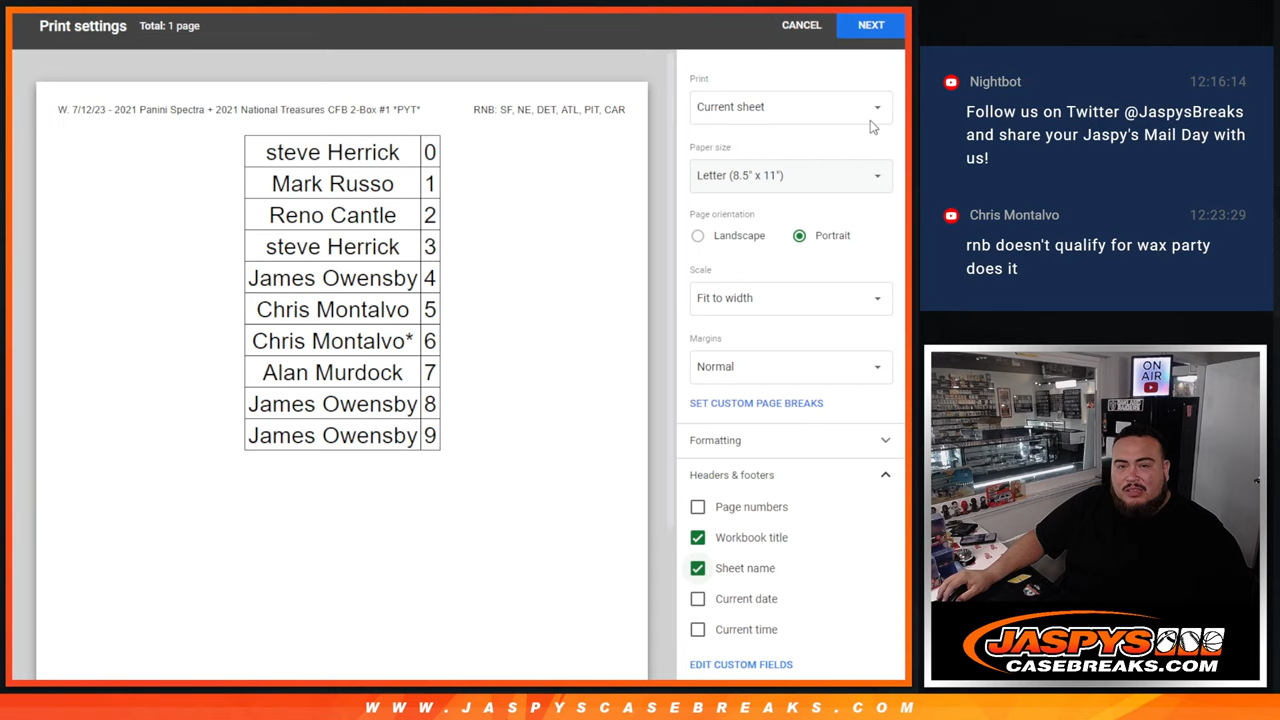 Print settings
Total: 1 page
CANCEL
NEXT
W. 7/12/23 - 2021 Panini Spectra + 2021 National Treasures CFB 2-Box #1 *PYT*
RNB: SF, NE, DET, ATL, PIT, CAR
steve Herrick 0
Mark Russo 1
Reno Cantle 2
steve Herrick 3
James Owensby 4
Chris Montalvo 5
Chris Montalvo* 6
Alan Murdock 7
James Owensby 8
James Owensby 9
Print
Current sheet
Paper size
Letter (8.5" x 11")
Page orientation
Landscape
Portrait
Scale
Fit to width
Margins
Normal
SET CUSTOM PAGE BREAKS
Formatting
Headers & footers
Page numbers
Workbook title
Sheet name
Current date
Current time
EDIT CUSTOM FIELDS
Nightbot 12:16:14
Follow us on Twitter @JaspysBreaks
and share your Jaspy's Mail Day with
us!
Chris Montalvo 12:23:29
rnb doesn't qualify for wax party
does it
ON
AIR
JASPYS
CASEBREAKS.COM
WWW.JASPYSCASEBREAKS.COM